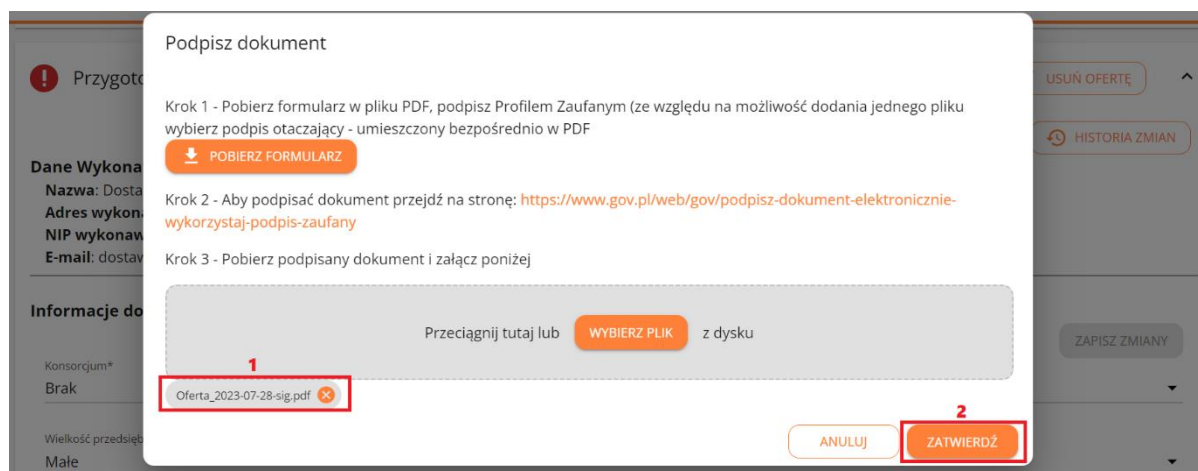 Podpisz dokument
Przygoto
USUŃ OFERTĘ
Krok 1 - Pobierz formularz w pliku PDF, podpisz Profilem Zaufanym (ze względu na możliwość dodania jednego pliku
wybierz podpis otaczający - umieszczony bezpośrednio w PDF
HISTORIA ZMIAN
POBIERZ FORMULARZ
Dane Wykona
Nazwa: Dosta
Krok 2 - Aby podpisać dokument przejdź na stronę: https://www.gov.pl/web/gov/podpisz-dokument-elektronicznie-
wykorzystaj-podpis-zaufany
Adres wykon
NIP wykonaw
E-mail: dostaw
Krok 3 - Pobierz podpisany dokument i załącz poniżej
Informacje do
Przeciągnij tutaj lub WYBIERZ PLIK z dysku
ZAPISZ ZMIANY
1
Konsorcjum*
Brak
Oferta_2023-07-28-sig.pdf
2
Wielkość przedsięb
ANULUJ ZATWIERDŹ
Małe